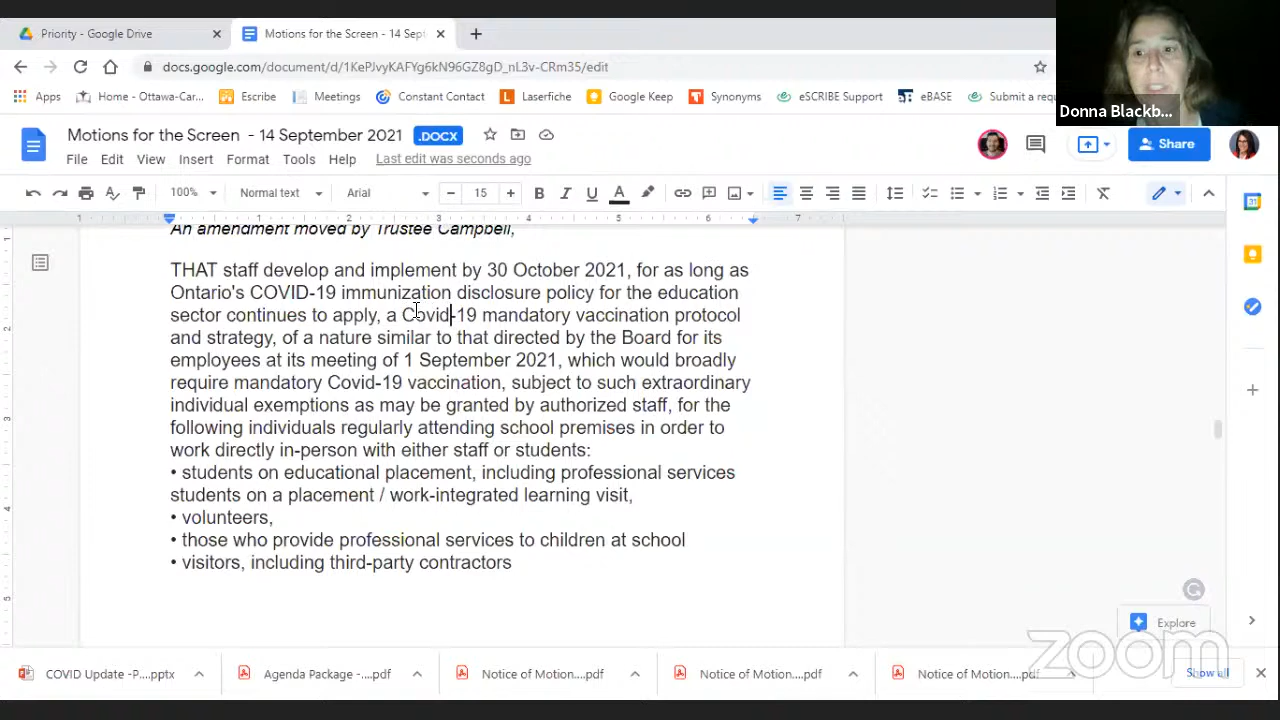 Priority - Google Drive
Motions for the Screen - 14 Sept
docs.google.com/document/d/1KePJvyKAFYg6kN96GZ8gD_nL3v-CRm35/edit
Apps Home - Ottawa-Car... Escribe Meetings Constant Contact Laserfiche Google Keep Synonyms eSCRIBE Support eBASE Submit a requ
Donna Blackb...
Motions for the Screen - 14 September 2021 .DOCX
Share
File Edit View Insert Format Tools Help Last edit was seconds ago
100% Normal text Arial 15
1 1 2 3 4 5 6 7
An amendment moved by Trustee Campbell,
THAT staff develop and implement by 30 October 2021, for as long as
Ontario's COVID-19 immunization disclosure policy for the education
sector continues to apply, a Covid-19 mandatory vaccination protocol
and strategy, of a nature similar to that directed by the Board for its
employees at its meeting of 1 September 2021, which would broadly
require mandatory Covid-19 vaccination, subject to such extraordinary
individual exemptions as may be granted by authorized staff, for the
following individuals regularly attending school premises in order to
work directly in-person with either staff or students:
• students on educational placement, including professional services
students on a placement / work-integrated learning visit,
• volunteers,
• those who provide professional services to children at school
• visitors, including third-party contractors
Explore
zoom
COVID Update -P....pptx Agenda Package -....pdf Notice of Motion....pdf Notice of Motion....pdf Notice of Motion....pdf Show all